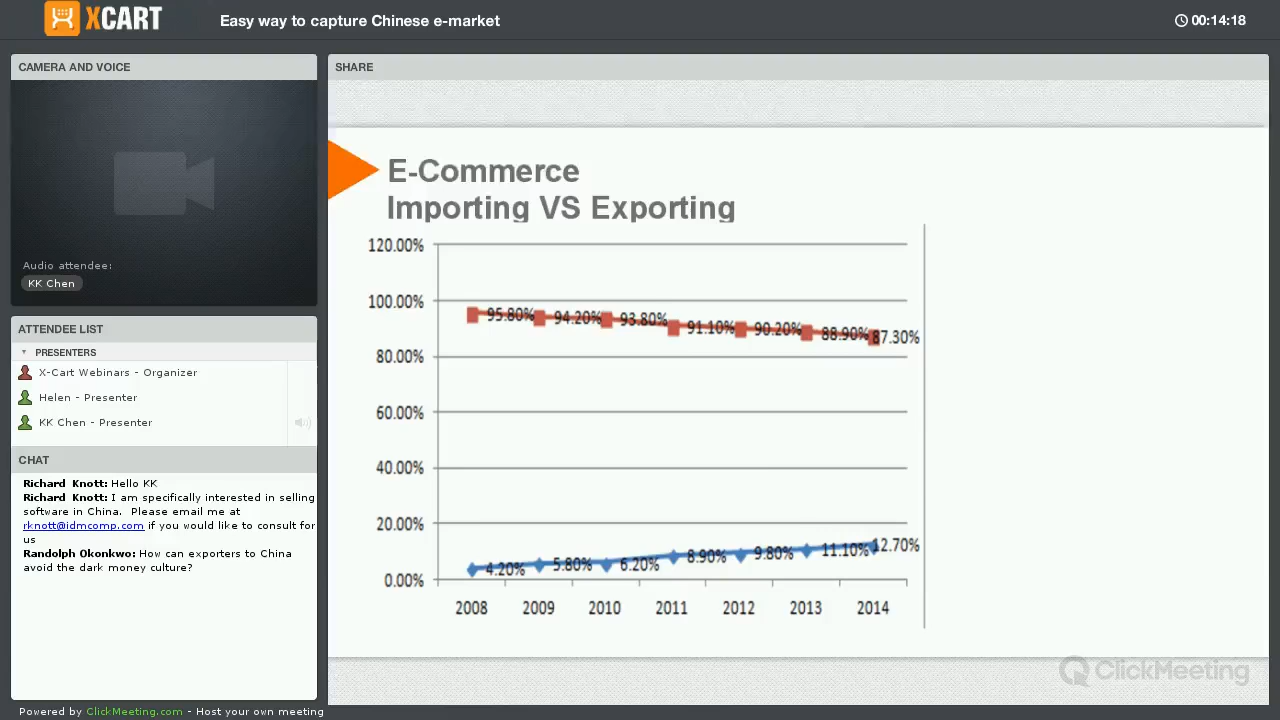 XCART
Easy way to capture Chinese e-market
00:14:18
CAMERA AND VOICE
Audio attendee:
KK Chen
ATTENDEE LIST
PRESENTERS
X-Cart Webinars - Organizer
Helen - Presenter
KK Chen - Presenter
CHAT
Richard Knott: Hello KK
Richard Knott: I am specifically interested in selling
software in China. Please email me at
rknott@idmcomp.com if you would like to consult for
us
Randolph Okonkwo: How can exporters to China
avoid the dark money culture?
Powered by ClickMeeting.com - Host your own meeting
SHARE
E-Commerce
Importing VS Exporting
120.00%
100.00%
80.00%
60.00%
40.00%
20.00%
0.00%
95.80% 94.20% 93.80% 91.10% 90.20% 88.90% 87.30%
4.20% 5.80% 6.20% 8.90% 9.80% 11.10% 12.70%
2008 2009 2010 2011 2012 2013 2014
ClickMeeting